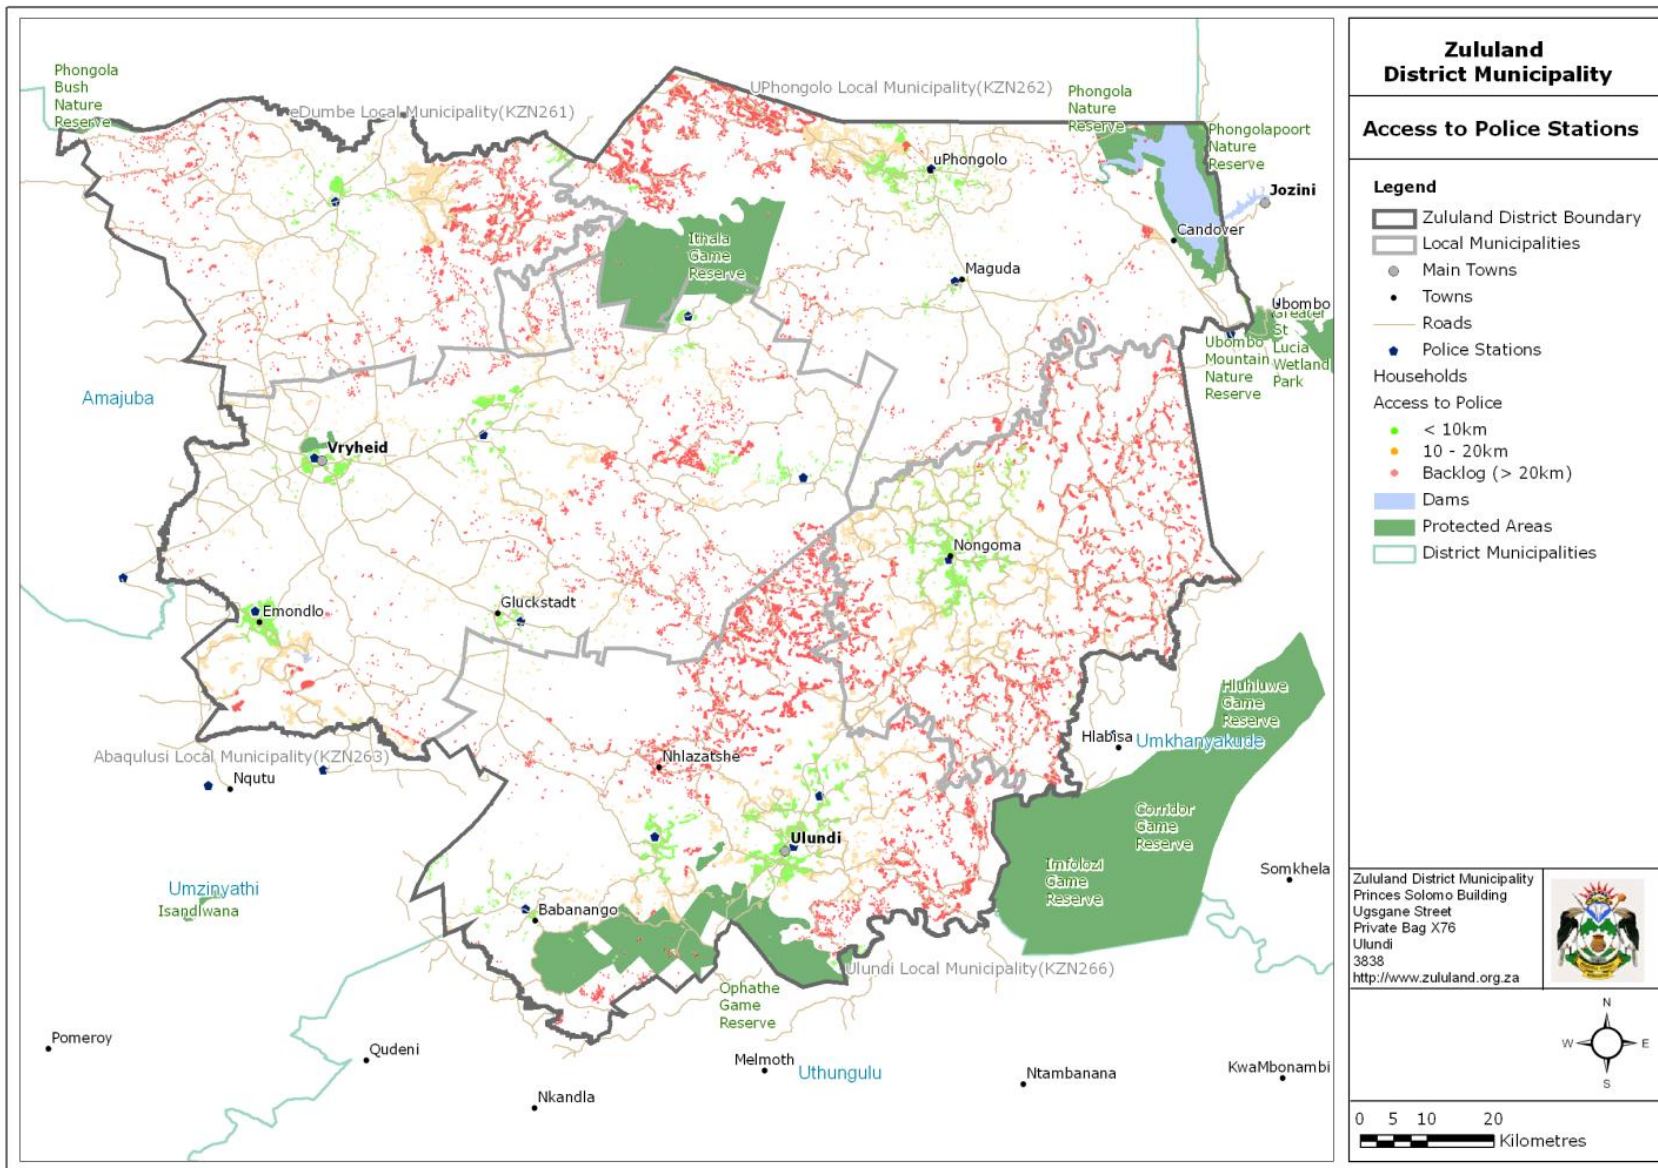 Phongola
Bush
Nature
Reserve
eDumbe Local Municipality(KZN261)
UPhongolo Local Municipality(KZN262)
Phongola
Nature
Reserve
Phongolapoort
Nature
Reserve
uPhongolo
Jozini
Candover
Ithala
Game
Reserve
Maguda
Ubombo
Greater
St
Lucia
Wetland
Park
Ubombo
Mountain
Nature
Reserve
Amajuba
Vryheid
Nongoma
Emondlo
Gluckstadt
Hluhluwe
Game
Reserve
Hlabisa
Umkhanyakude
Abaqulusi Local Municipality(KZN263)
Nhlazatshe
Nqutu
Corridor
Game
Reserve
Ulundi
Imfolozi
Game
Reserve
Somkhela
Umzinyathi
Isandlwana
Babanango
Ulundi Local Municipality(KZN266)
Ophathe
Game
Reserve
Pomeroy
Qudeni
Melmoth
Uthungulu
Ntambanana
KwaMbonambi
Nkandla
Zululand
District Municipality
Access to Police Stations
Legend
Zululand District Boundary
Local Municipalities
Main Towns
Towns
Roads
Police Stations
Households
Access to Police
< 10km
10 - 20km
Backlog (> 20km)
Dams
Protected Areas
District Municipalities
Zululand District Municipality
Princes Solomo Building
Ugsgane Street
Private Bag X76
Ulundi
3838
http://www.zululand.org.za
N
W E
S
0 5 10 20
Kilometres